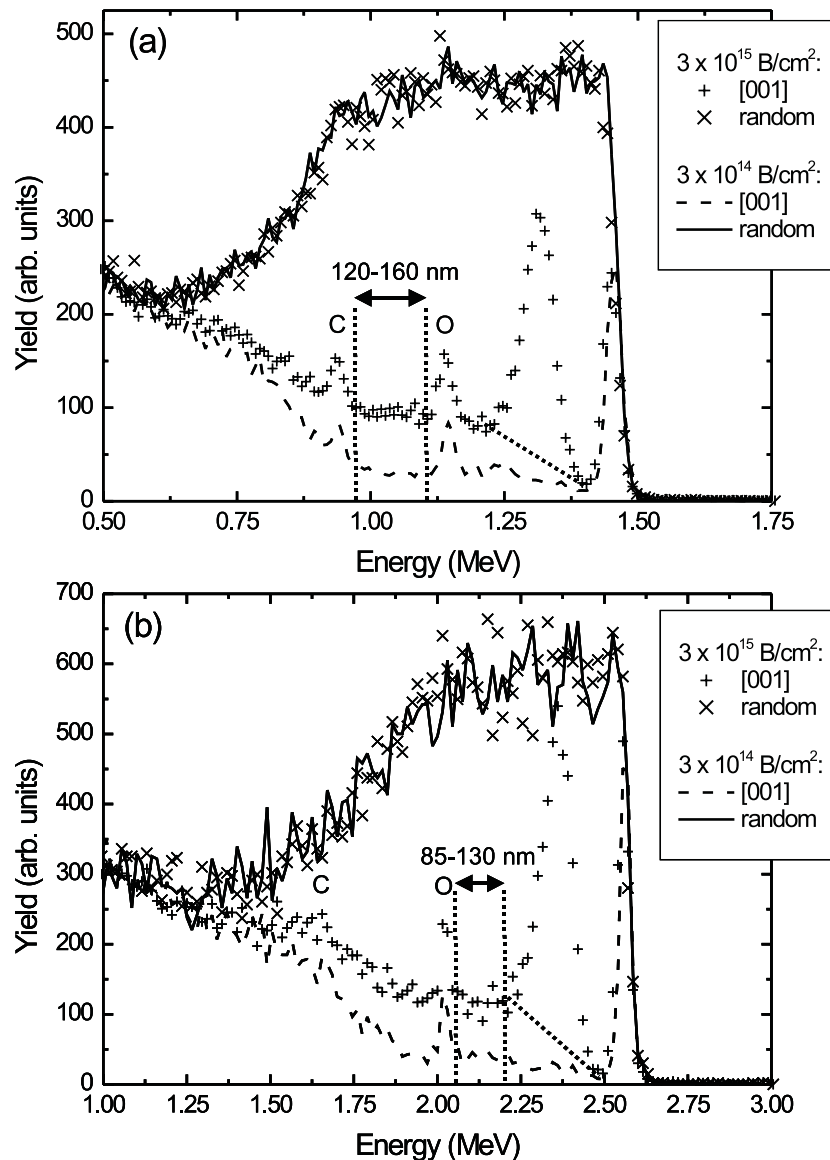 (a)
500
400
300
200
100
0
Yield (arb. units)
3 x 10¹⁵ B/cm²:
+ [001]
× random
3 x 10¹⁴ B/cm²:
[001]
random
120-160 nm
C
O
0.50
0.75
1.00
1.25
1.50
1.75
Energy (MeV)
(b)
700
600
500
400
300
200
100
0
Yield (arb. units)
3 x 10¹⁵ B/cm²:
+ [001]
× random
3 x 10¹⁴ B/cm²:
[001]
random
85-130 nm
C
O
1.00
1.25
1.50
1.75
2.00
2.25
2.50
2.75
3.00
Energy (MeV)